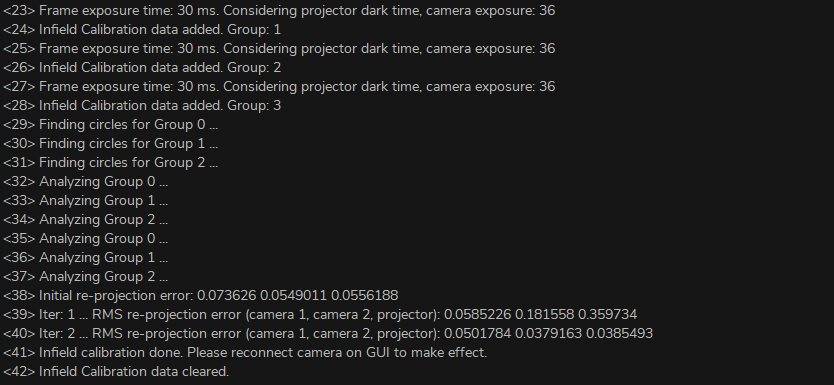 <23> Frame exposure time: 30 ms. Considering projector dark time, camera exposure: 36
<24> Infield Calibration data added. Group: 1
<25> Frame exposure time: 30 ms. Considering projector dark time, camera exposure: 36
<26> Infield Calibration data added. Group: 2
<27> Frame exposure time: 30 ms. Considering projector dark time, camera exposure: 36
<28> Infield Calibration data added. Group: 3
<29> Finding circles for Group 0 ...
<30> Finding circles for Group 1 ...
<31> Finding circles for Group 2 ...
<32> Analyzing Group 0 ...
<33> Analyzing Group 1 ...
<34> Analyzing Group 2 ...
<35> Analyzing Group 0 ...
<36> Analyzing Group 1 ...
<37> Analyzing Group 2 ...
<38> Initial re-projection error: 0.073626 0.0549011 0.0556188
<39> Iter: 1 ... RMS re-projection error (camera 1, camera 2, projector): 0.0585226 0.181558 0.359734
<40> Iter: 2 ... RMS re-projection error (camera 1, camera 2, projector): 0.0501784 0.0379163 0.0385493
<41> Infield calibration done. Please reconnect camera on GUI to make effect.
<42> Infield Calibration data cleared.